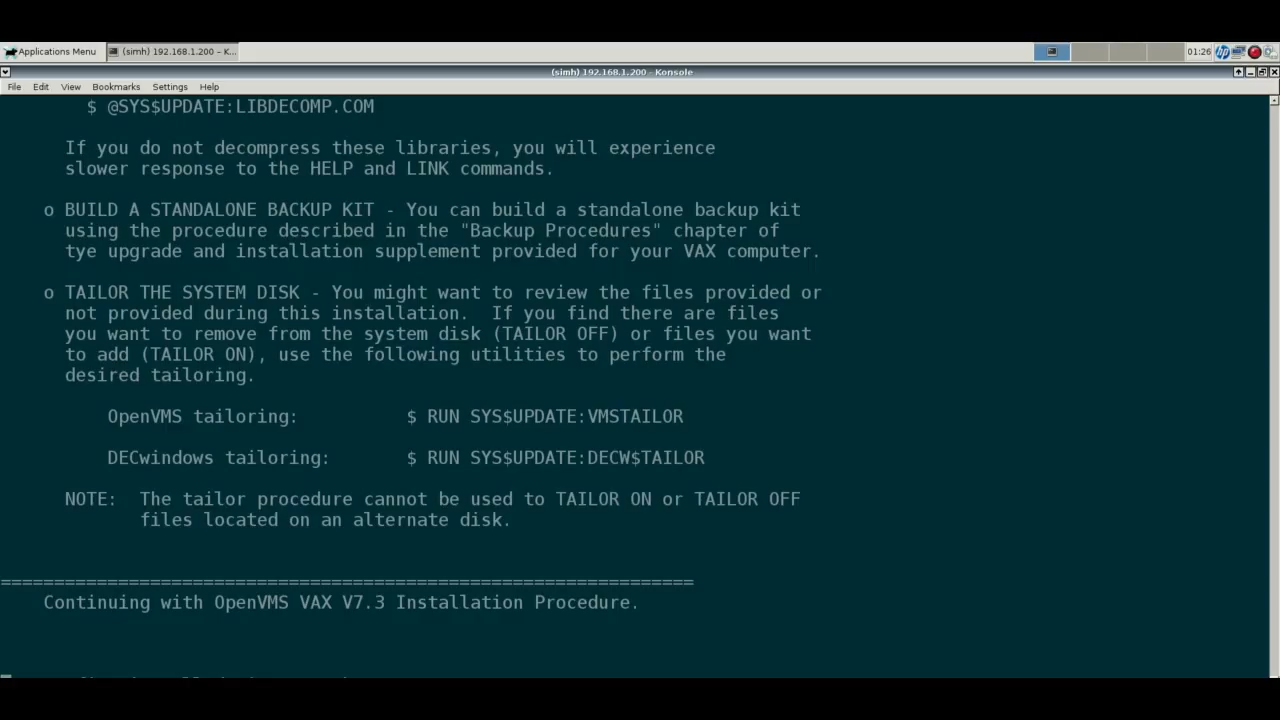 Applications Menu (simh) 192.168.1.200 – K... 01:26
(simh) 192.168.1.200 – Konsole
File Edit View Bookmarks Settings Help
$ @SYS$UPDATE:LIBDECOMP.COM
If you do not decompress these libraries, you will experience
slower response to the HELP and LINK commands.
o BUILD A STANDALONE BACKUP KIT - You can build a standalone backup kit
using the procedure described in the "Backup Procedures" chapter of
tye upgrade and installation supplement provided for your VAX computer.
o TAILOR THE SYSTEM DISK - You might want to review the files provided or
not provided during this installation.  If you find there are files
you want to remove from the system disk (TAILOR OFF) or files you want
to add (TAILOR ON), use the following utilities to perform the
desired tailoring.
OpenVMS tailoring:          $ RUN SYS$UPDATE:VMSTAILOR
DECwindows tailoring:       $ RUN SYS$UPDATE:DECW$TAILOR
NOTE:  The tailor procedure cannot be used to TAILOR ON or TAILOR OFF
files located on an alternate disk.
=================================================================
Continuing with OpenVMS VAX V7.3 Installation Procedure.